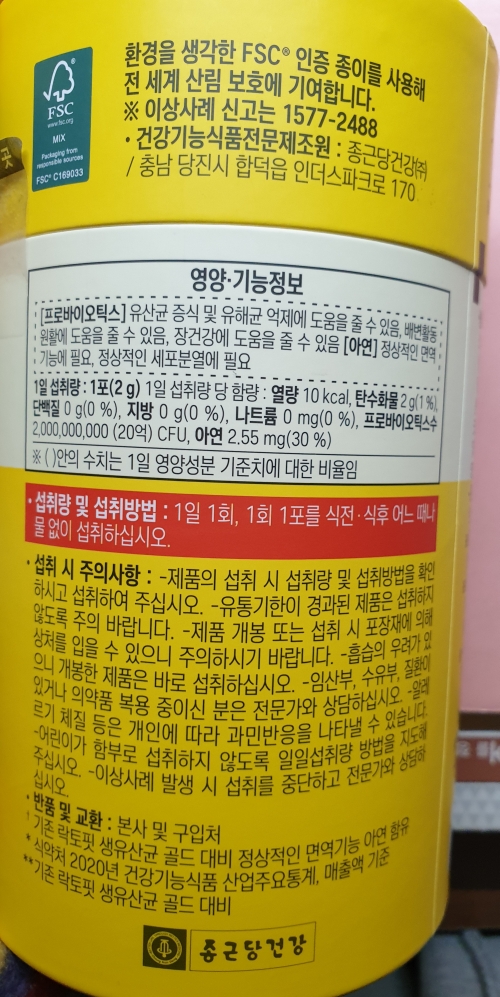 환경을 생각한 FSC® 인증 종이를 사용해
전 세계 산림 보호에 기여합니다.
※ 이상사례 신고는 1577-2488
• 건강기능식품전문제조원 : 종근당건강㈜
/ 충남 당진시 합덕읍 인더스파크로 170
FSC
www.fsc.org
MIX
Packaging from
responsible sources
FSC® C169033
곳
영양·기능정보
[프로바이오틱스] 유산균 증식 및 유해균 억제에 도움을 줄 수 있음, 배변활동
원활에 도움을 줄 수 있음, 장건강에 도움을 줄 수 있음 [아연] 정상적인 면역
기능에 필요, 정상적인 세포분열에 필요
1일 섭취량 : 1포(2 g) 1일 섭취량 당 함량 : 열량 10 kcal, 탄수화물 2 g(1 %),
단백질 0 g(0 %), 지방 0 g(0 %), 나트륨 0 mg(0 %), 프로바이오틱스수
2,000,000,000 (20억) CFU, 아연 2.55 mg(30 %)
※ ( )안의 수치는 1일 영양성분 기준치에 대한 비율임
• 섭취량 및 섭취방법 : 1일 1회, 1회 1포를 식전·식후 어느 때나
물 없이 섭취하십시오.
• 섭취 시 주의사항 : -제품의 섭취 시 섭취량 및 섭취방법을 확인
하시고 섭취하여 주십시오. -유통기한이 경과된 제품은 섭취하지
않도록 주의 바랍니다. -제품 개봉 또는 섭취 시 포장재에 의해
상처를 입을 수 있으니 주의하시기 바랍니다. -흡습의 우려가 있
으니 개봉한 제품은 바로 섭취하십시오. -임산부, 수유부, 질환이
있거나 의약품 복용 중이신 분은 전문가와 상담하십시오. -알레
르기 체질 등은 개인에 따라 과민반응을 나타낼 수 있습니다.
-어린이가 함부로 섭취하지 않도록 일일섭취량 방법을 지도해
주십시오. -이상사례 발생 시 섭취를 중단하고 전문가와 상담하
십시오.
• 반품 및 교환 : 본사 및 구입처
! 기존 락토핏 생유산균 골드 대비 정상적인 면역기능 아연 함유
* 식약처 2020년 건강기능식품 산업주요통계, 매출액 기준
**기존 락토핏 생유산균 골드 대비
종근당건강